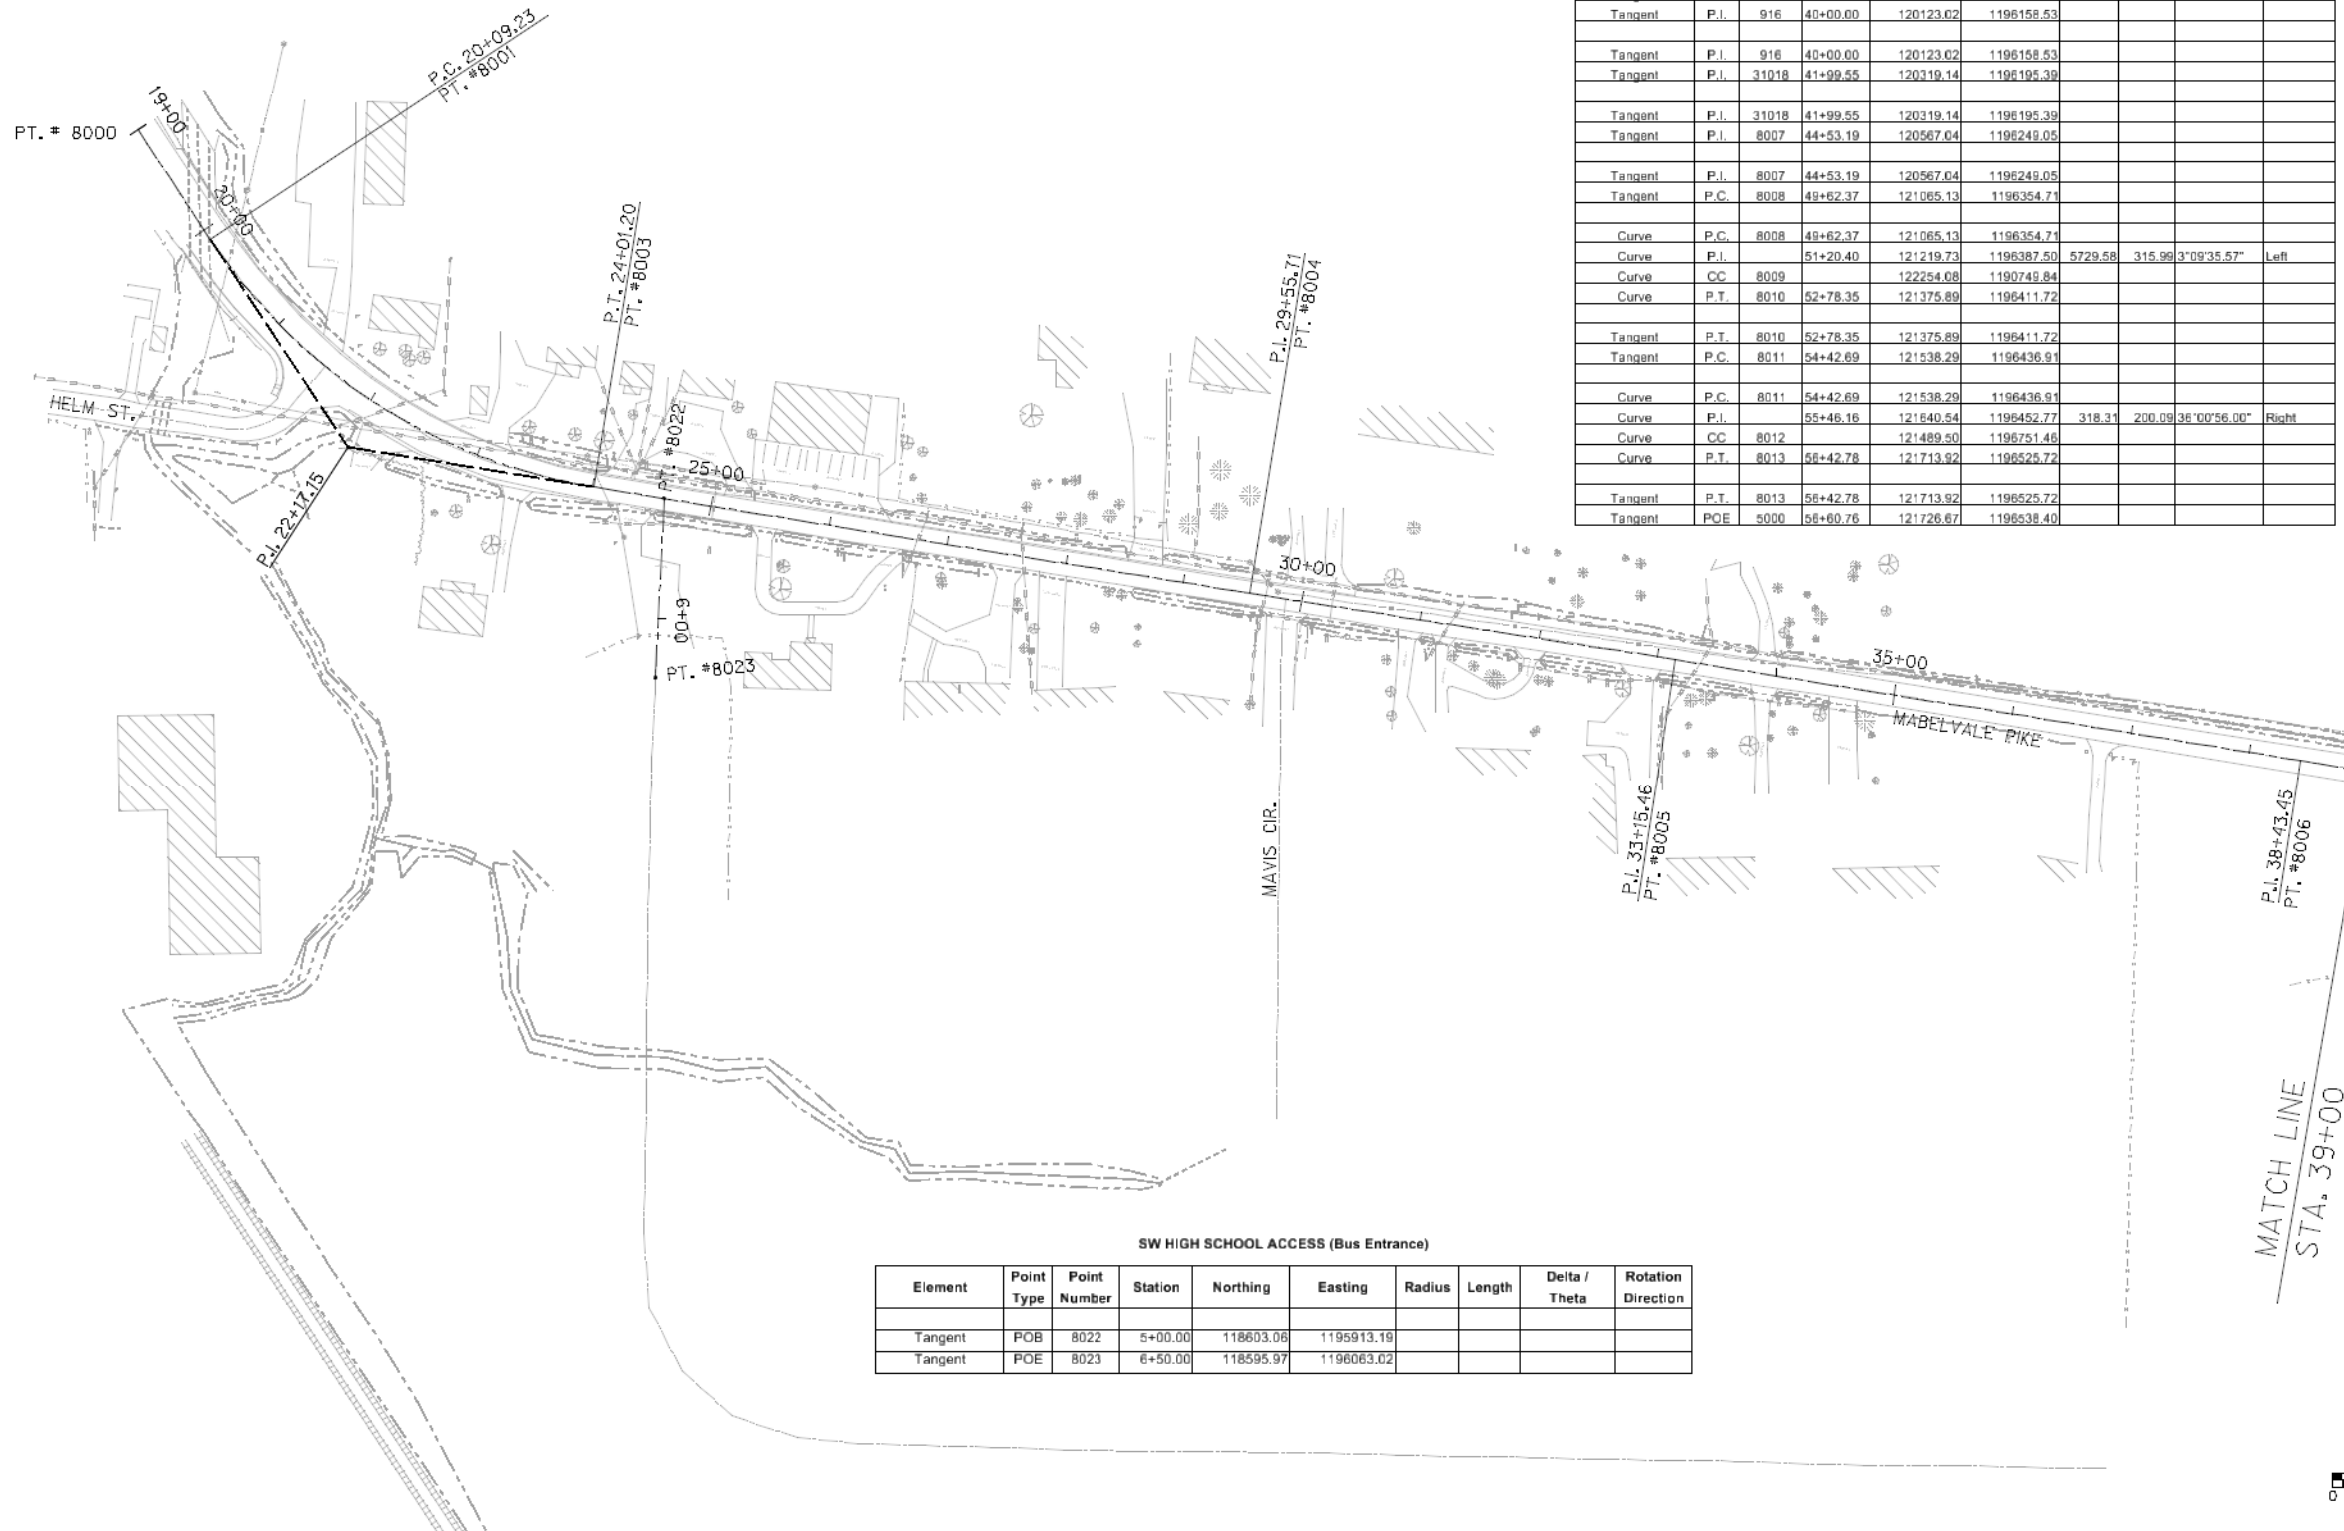 Tangent P.I. 916 40+00.00 120123.02 1196158.53
Tangent P.I. 916 40+00.00 120123.02 1196158.53
Tangent P.I. 31018 41+99.55 120319.14 1196195.39
Tangent P.I. 31018 41+99.55 120319.14 1196195.39
Tangent P.I. 8007 44+53.19 120567.04 1196249.05
Tangent P.I. 8007 44+53.19 120567.04 1196249.05
Tangent P.C. 8008 49+62.37 121065.13 1196354.71
Curve P.C. 8008 49+62.37 121065.13 1196354.71
Curve P.I. 51+20.40 121219.73 1196387.50 5729.58 315.99 3°09'35.57" Left
Curve CC 8009 122254.08 1190749.84
Curve P.T. 8010 52+78.35 121375.89 1196411.72
Tangent P.T. 8010 52+78.35 121375.89 1196411.72
Tangent P.C. 8011 54+42.69 121538.29 1196436.91
Curve P.C. 8011 54+42.69 121538.29 1196436.91
Curve P.I. 55+46.16 121640.54 1196452.77 318.31 200.09 36°00'56.00" Right
Curve CC 8012 121489.50 1196751.46
Curve P.T. 8013 56+42.78 121713.92 1196525.72
Tangent P.T. 8013 56+42.78 121713.92 1196525.72
Tangent POE 5000 56+60.76 121726.67 1196538.40
PT. # 8000
19+00
P.C. 20+09.23
PT. #8001
20+00
HELM ST.
P.I. 22+17.15
P.T. 24+01.20
PT. #8003
#8022
25+00
6+00
PT. #8023
P.I. 29+55.71
PT. #8004
30+00
MAVIS CIR.
P.I. 33+15.46
PT. #8005
35+00
MABELVALE PIKE
P.I. 38+43.45
PT. #8006
MATCH LINE
STA. 39+00
SW HIGH SCHOOL ACCESS (Bus Entrance)
Element Point Type Point Number Station Northing Easting Radius Length Delta / Theta Rotation Direction
Tangent POB 8022 5+00.00 118603.06 1195913.19
Tangent POE 8023 6+50.00 118595.97 1196063.02